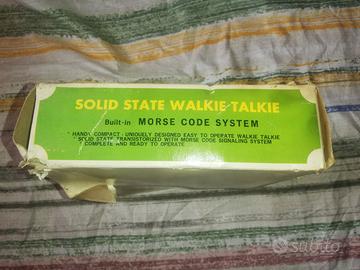 SOLID STATE WALKIE-TALKIE
Built-in MORSE CODE SYSTEM
* HANDY COMPACT - UNIQUELY DESIGNED EASY TO OPERATE WALKIE TALKIE
* SOLID STATE TRANSISTORIZED WITH MORSE CODE SIGNALING SYSTEM
COMPLETE AND READY TO OPERATE
subito